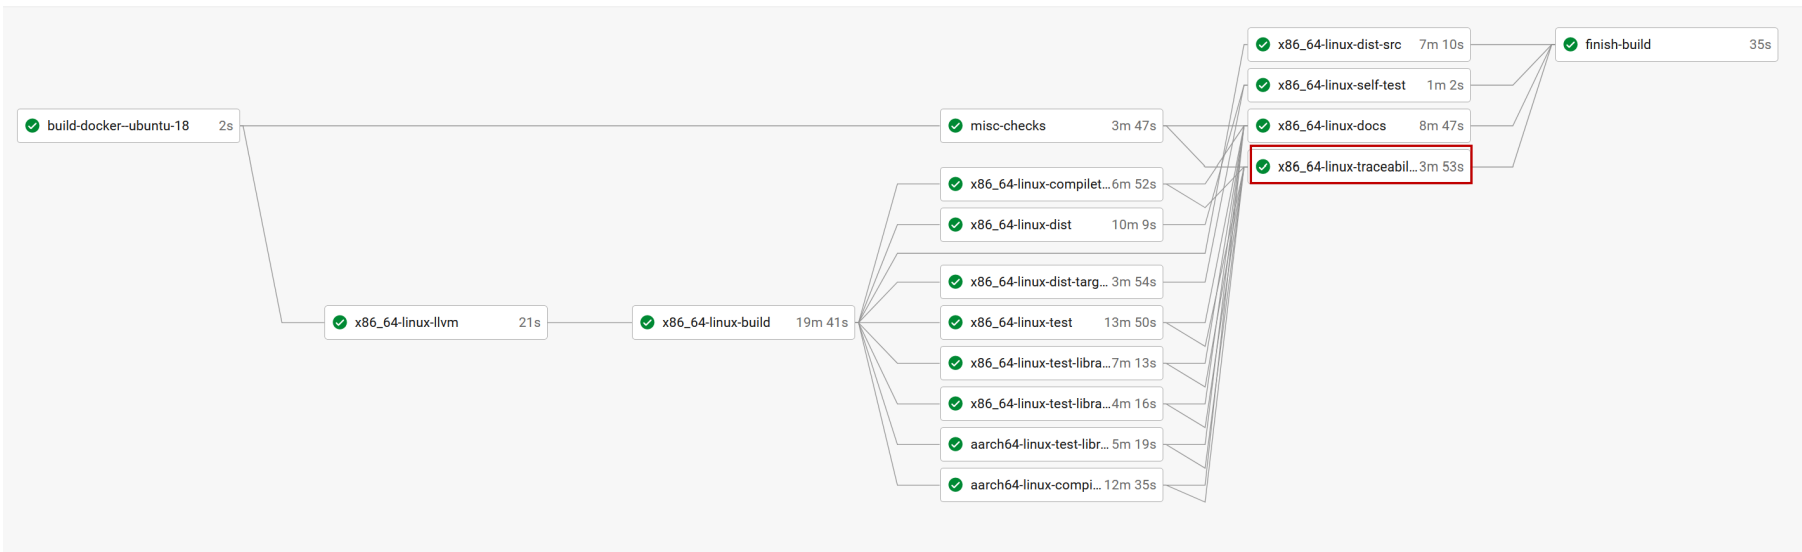 build-docker--ubuntu-18 2s
x86_64-linux-llvm 21s
x86_64-linux-build 19m 41s
misc-checks 3m 47s
x86_64-linux-compilet... 6m 52s
x86_64-linux-dist 10m 9s
x86_64-linux-dist-targ... 3m 54s
x86_64-linux-test 13m 50s
x86_64-linux-test-libra... 7m 13s
x86_64-linux-test-libra... 4m 16s
aarch64-linux-test-libr... 5m 19s
aarch64-linux-compi... 12m 35s
x86_64-linux-dist-src 7m 10s
x86_64-linux-self-test 1m 2s
x86_64-linux-docs 8m 47s
x86_64-linux-traceabil... 3m 53s
finish-build 35s